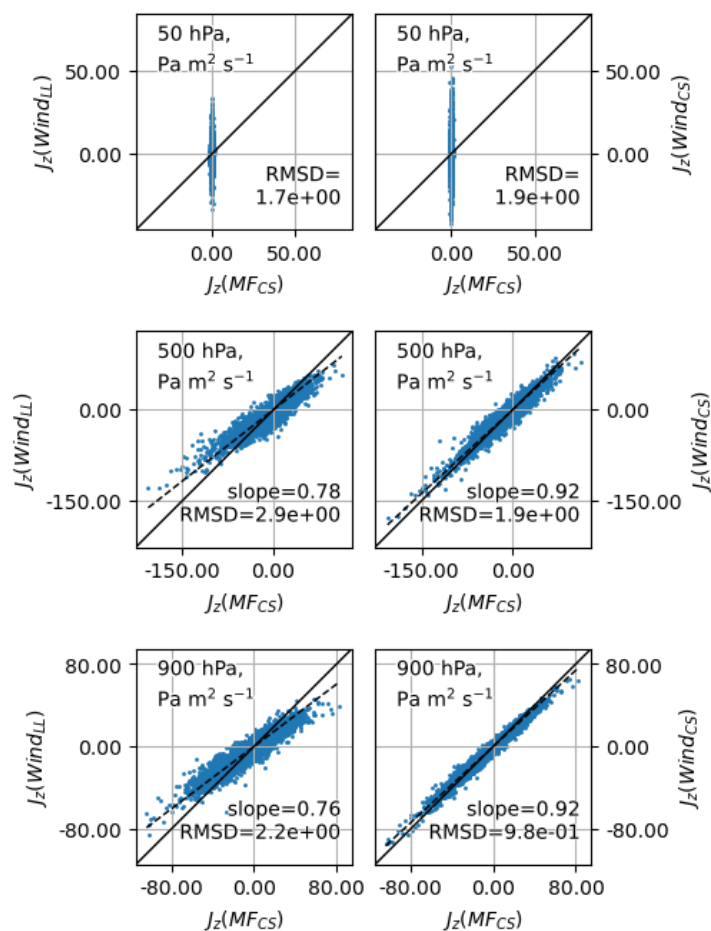 50 hPa,
Pa m² s⁻¹
50.00
0.00
J_z(Wind_LL)
RMSD=
1.7e+00
0.00 50.00
J_z(MF_CS)
50 hPa,
Pa m² s⁻¹
50.00
0.00
J_z(Wind_CS)
RMSD=
1.9e+00
0.00 50.00
J_z(MF_CS)
500 hPa,
Pa m² s⁻¹
0.00
-150.00
J_z(Wind_LL)
slope=0.78
RMSD=2.9e+00
-150.00 0.00
J_z(MF_CS)
500 hPa,
Pa m² s⁻¹
0.00
-150.00
J_z(Wind_CS)
slope=0.92
RMSD=1.9e+00
-150.00 0.00
J_z(MF_CS)
900 hPa,
Pa m² s⁻¹
80.00
0.00
-80.00
J_z(Wind_LL)
slope=0.76
RMSD=2.2e+00
-80.00 0.00 80.00
J_z(MF_CS)
900 hPa,
Pa m² s⁻¹
80.00
0.00
-80.00
J_z(Wind_CS)
slope=0.92
RMSD=9.8e-01
-80.00 0.00 80.00
J_z(MF_CS)